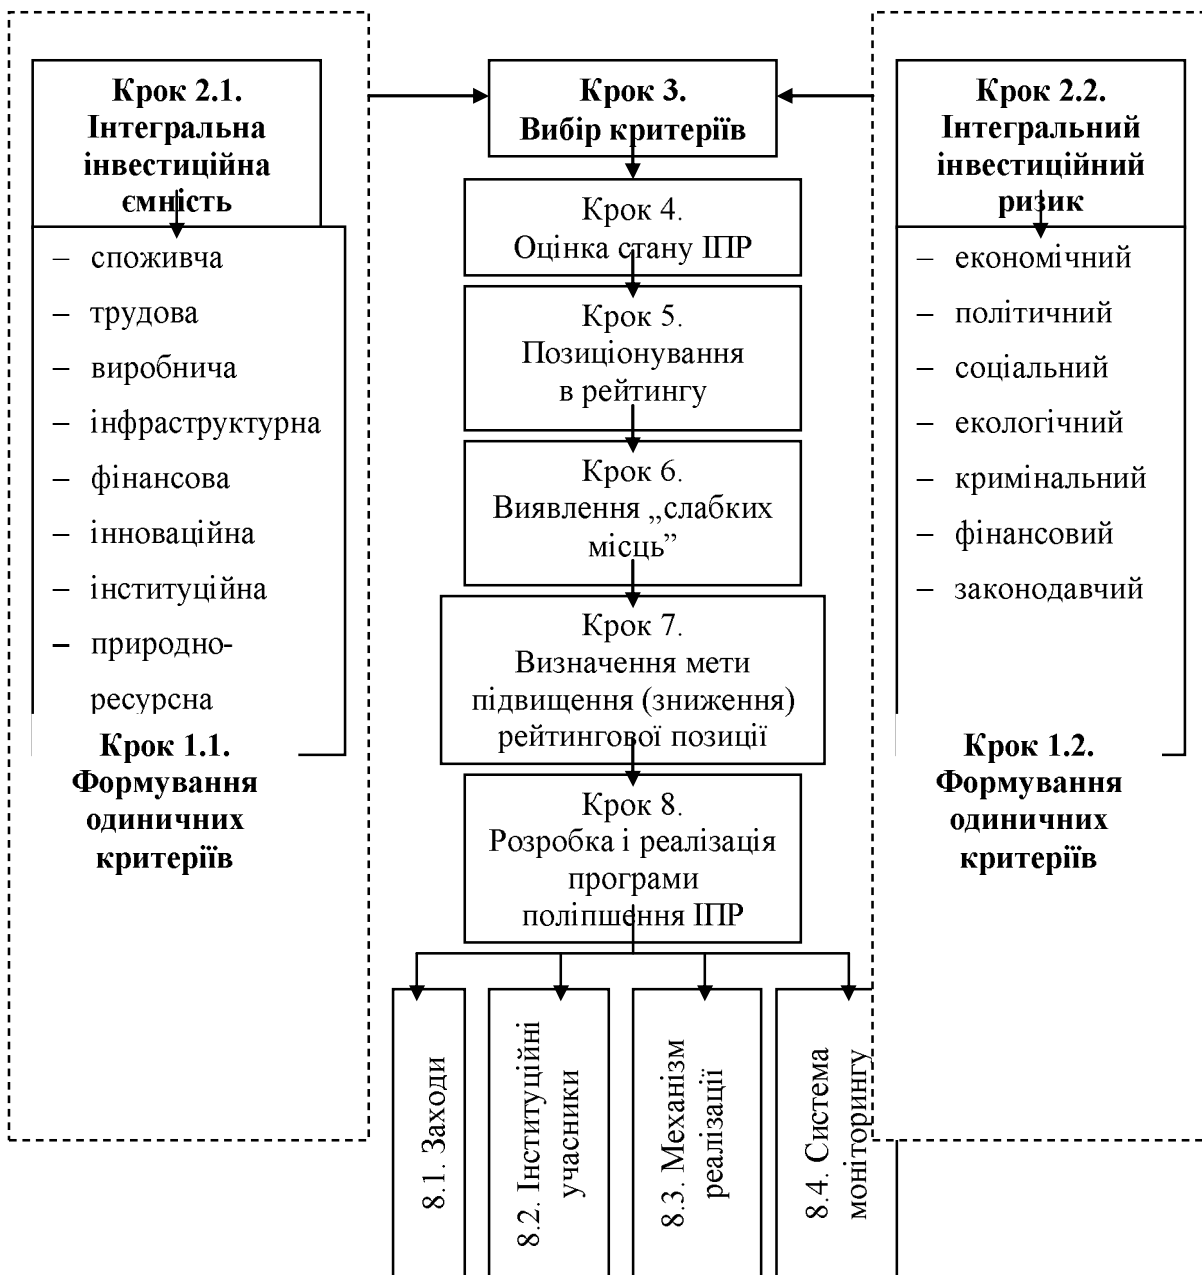 Крок 2.1.
Інтегральна
інвестиційна
ємність
– споживча
– трудова
– виробнича
– інфраструктурна
– фінансова
– інноваційна
– інституційна
– природно-
ресурсна
Крок 1.1.
Формування
одиничних
критеріїв
Крок 3.
Вибір критеріїв
Крок 4.
Оцінка стану ІПР
Крок 5.
Позиціонування
в рейтингу
Крок 6.
Виявлення „слабких
місць”
Крок 7.
Визначення мети
підвищення (зниження)
рейтингової позиції
Крок 8.
Розробка і реалізація
програми
поліпшення ІПР
8.1. Заходи
8.2. Інституційні
учасники
8.3. Механізм
реалізації
8.4. Система
моніторингу
Крок 2.2.
Інтегральний
інвестиційний
ризик
– економічний
– політичний
– соціальний
– екологічний
– кримінальний
– фінансовий
– законодавчий
Крок 1.2.
Формування
одиничних
критеріїв